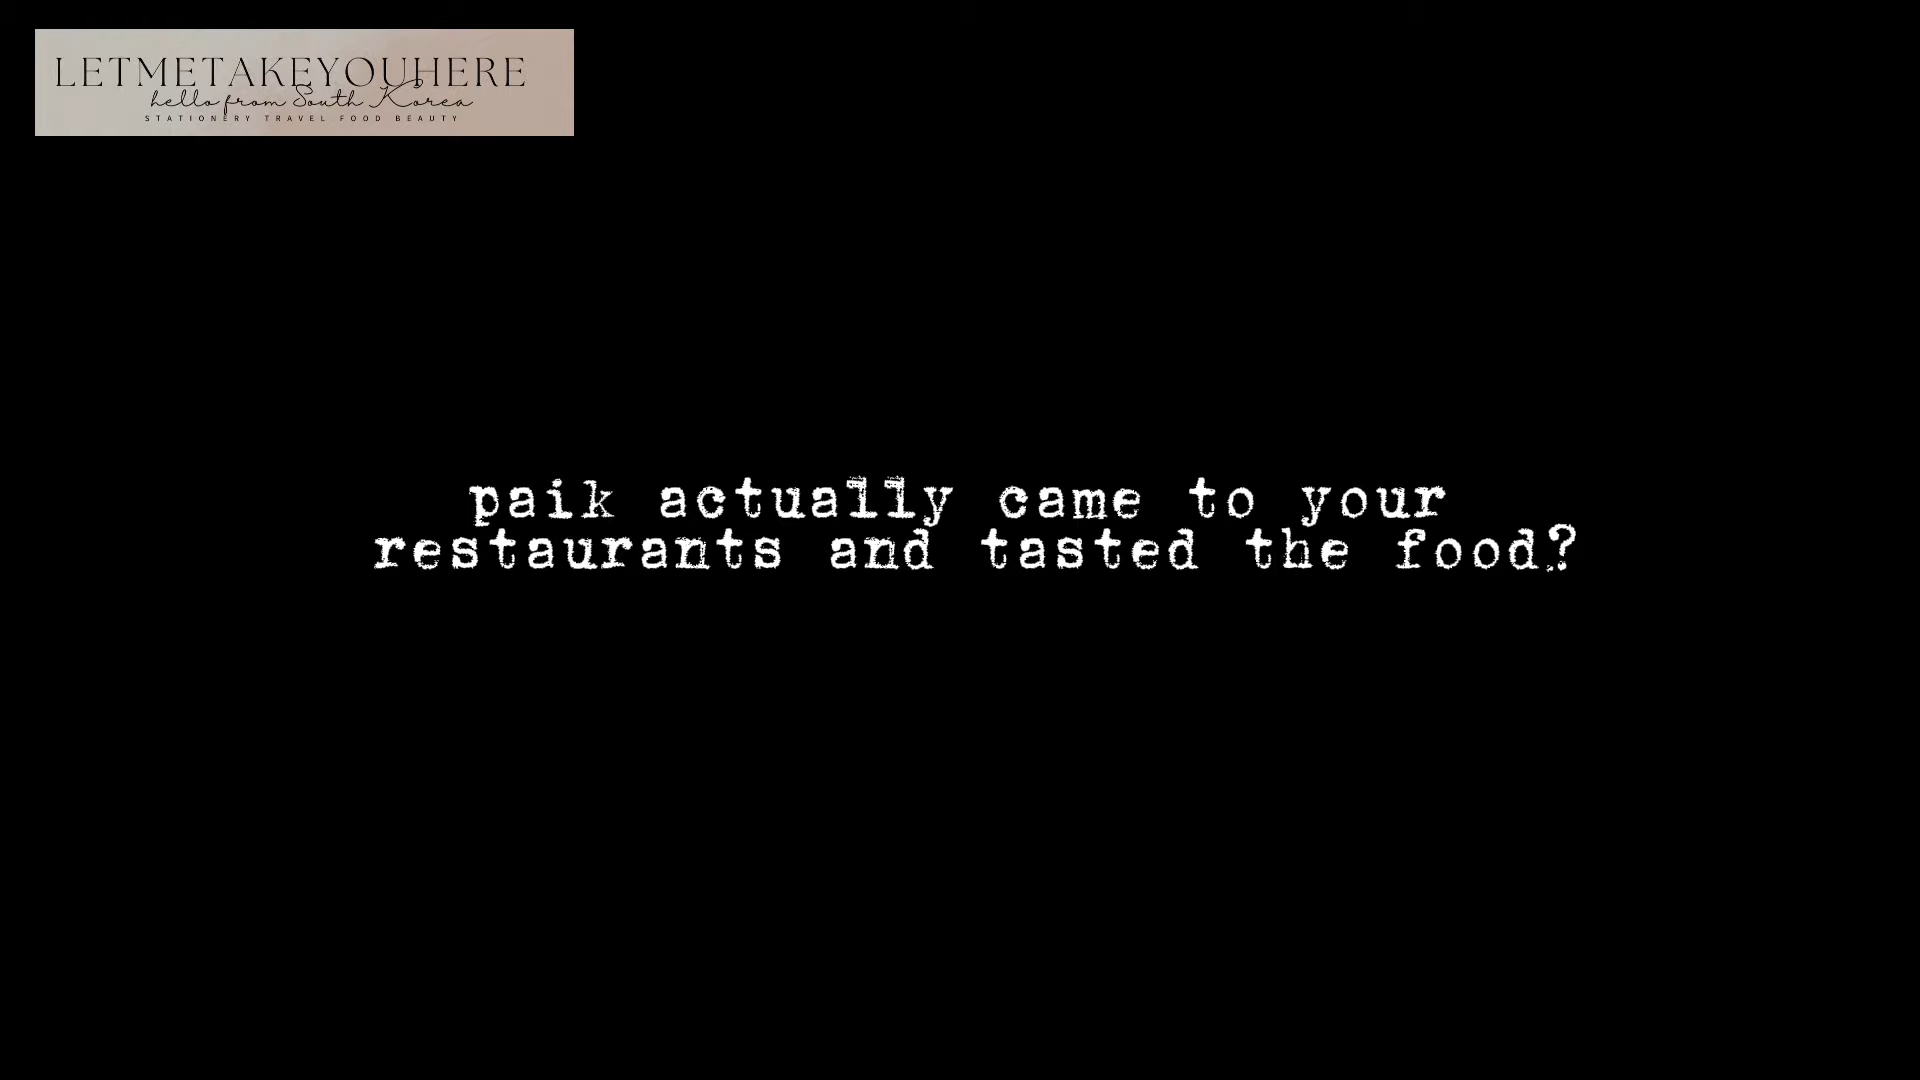 LETMETAKEYOUHERE
hello from South Korea
STATIONERY TRAVEL FOOD BEAUTY
paik actually came to your
restaurants and tasted the food?